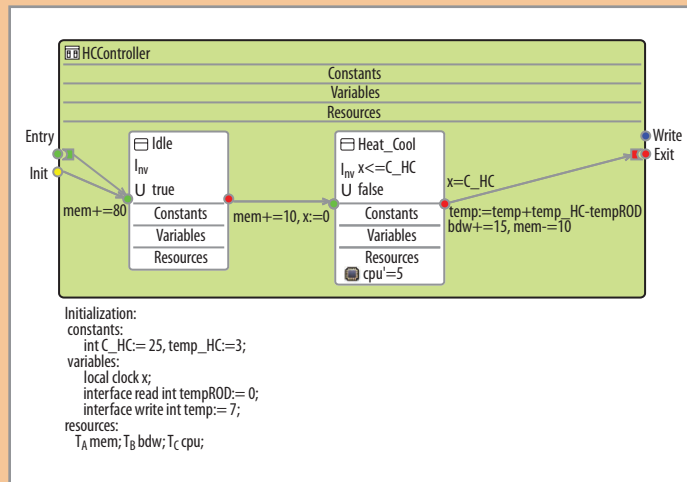 HCController
Constants
Variables
Resources
Entry
Init
Write
Exit
Idle
Inv
U true
Constants
Variables
Resources
mem+=80
mem+=10, x:=0
Heat_Cool
Inv x<=C_HC
U false
Constants
Variables
Resources
cpu'=5
x=C_HC
temp:=temp+temp_HC-tempROD
bdw+=15, mem-=10
Initialization:
constants:
int C_HC:= 25, temp_HC:=3;
variables:
local clock x;
interface read int tempROD:= 0;
interface write int temp:= 7;
resources:
TA mem; TB bdw; TC cpu;